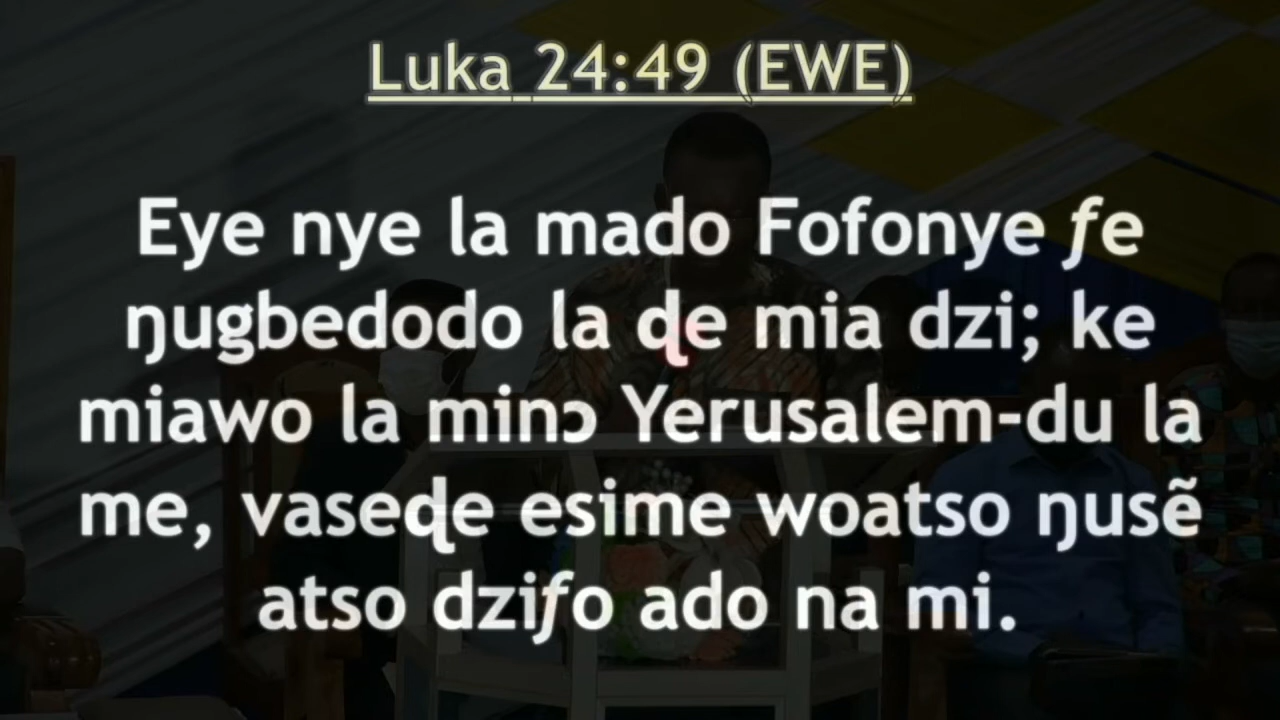 Luka 24:49 (EWE)
Eye nye la mado Fofonye ƒe
ŋugbedodo la ɖe mia dzi; ke
miawo la minɔ Yerusalem-du la
me, vaseɖe esime woatso ŋusẽ
atso dziƒo ado na mi.